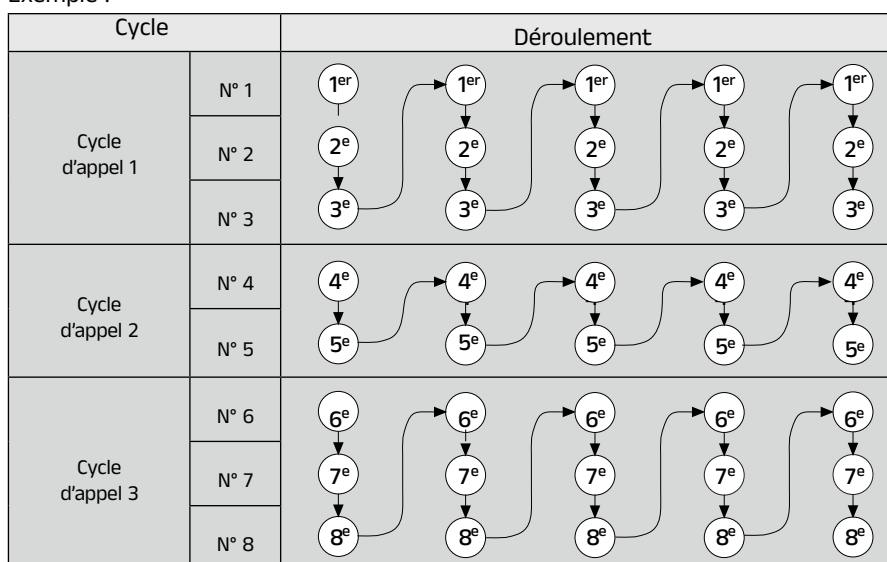 Cycle Déroulement
Cycle d'appel 1
N° 1 1er 1er 1er 1er 1er
N° 2 2e 2e 2e 2e 2e
N° 3 3e 3e 3e 3e 3e
Cycle d'appel 2
N° 4 4e 4e 4e 4e 4e
N° 5 5e 5e 5e 5e 5e
Cycle d'appel 3
N° 6 6e 6e 6e 6e 6e
N° 7 7e 7e 7e 7e 7e
N° 8 8e 8e 8e 8e 8e